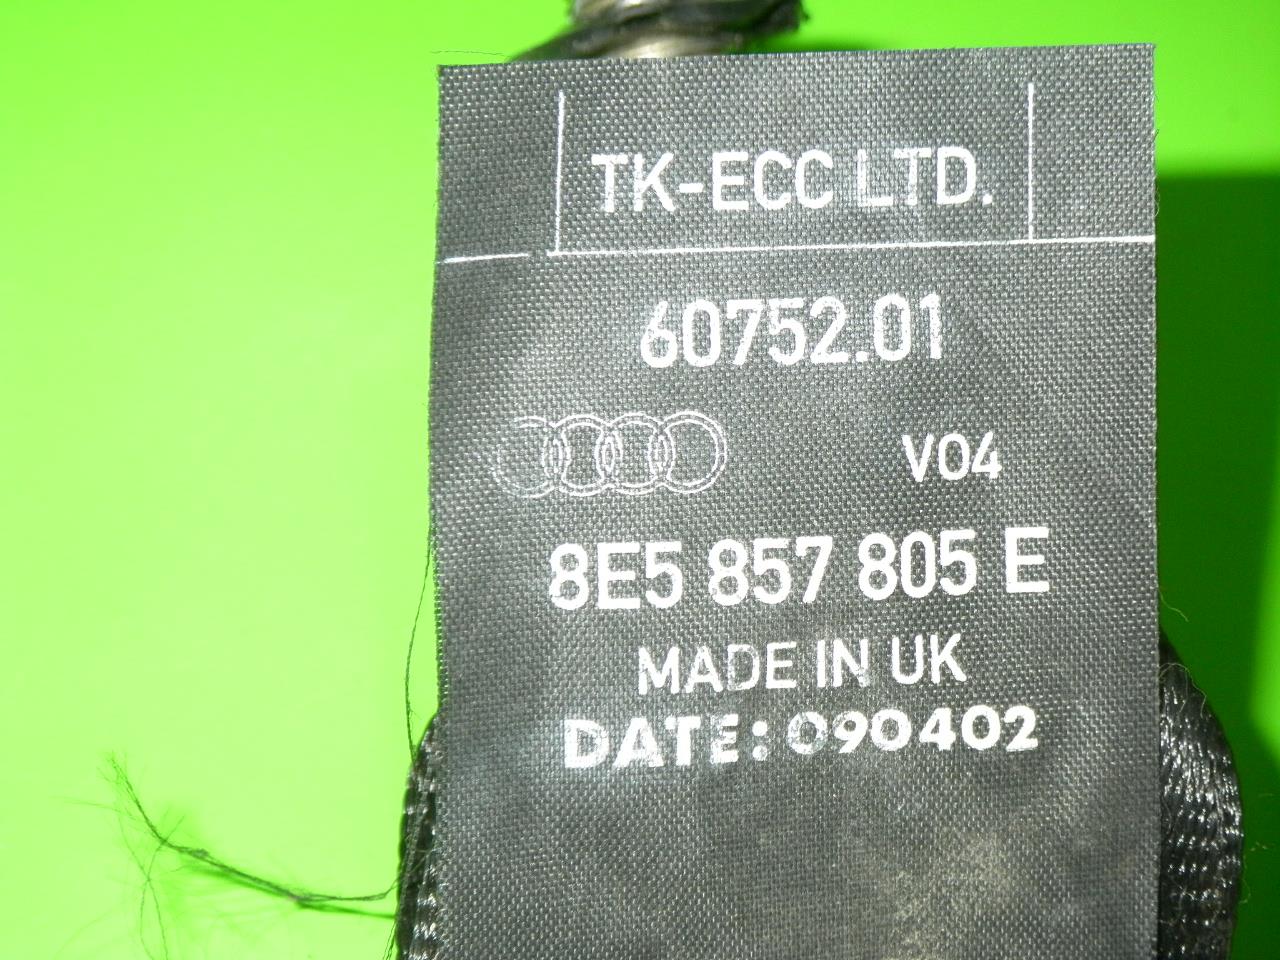 TK-ECC LTD.
60752.01
V04
8E5 857 805 E
MADE IN UK
DATE: 090402